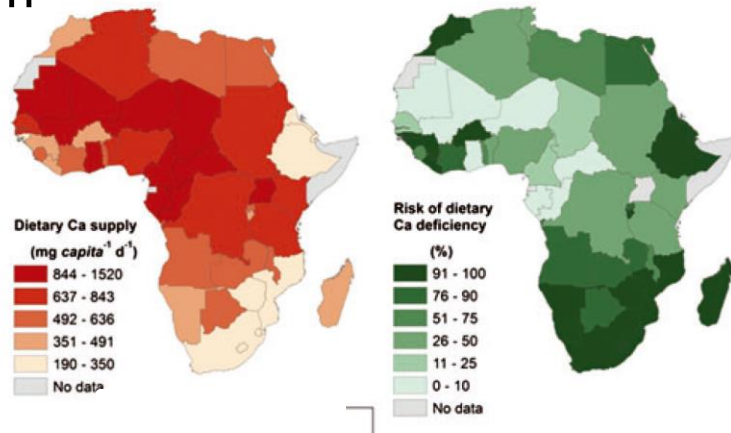 Dietary Ca supply
(mg capita⁻¹ d⁻¹)
844 - 1520
637 - 843
492 - 636
351 - 491
190 - 350
No data
Risk of dietary
Ca deficiency
(%)
91 - 100
76 - 90
51 - 75
26 - 50
11 - 25
0 - 10
No data